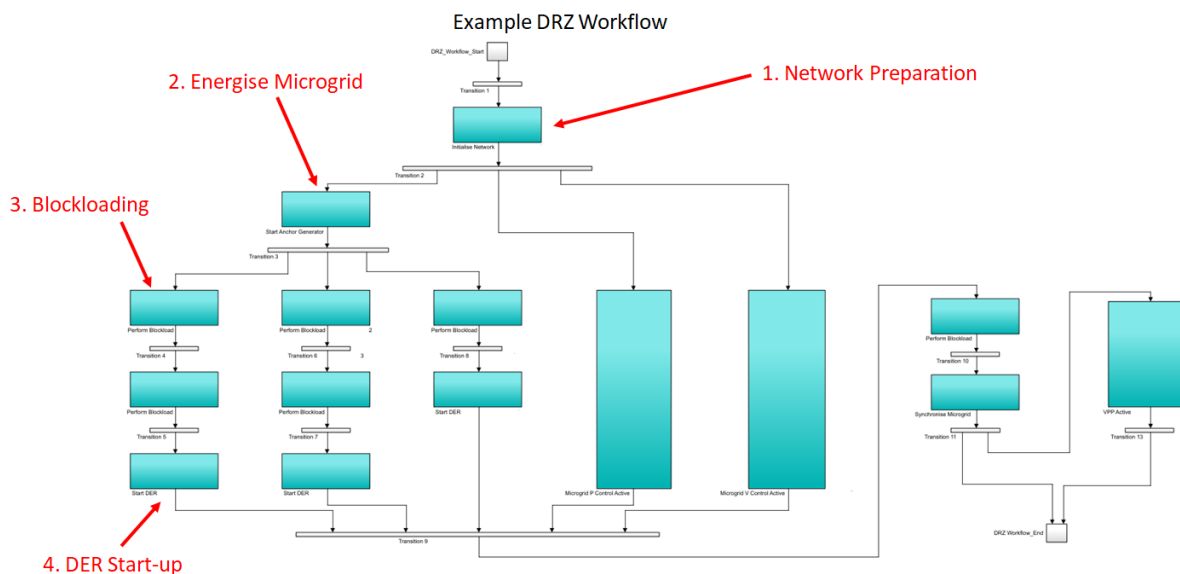 Example DRZ Workflow
DRZ_Workflow_Start
1. Network Preparation
2. Energise Microgrid
Transition 1
Initialise Network
Transition 2
3. Blockloading
Start Anchor Generator
Transition 3
Perform Blockload
Perform Blockload 2
Perform Blockload
Transition 4
Transition 6 3
Transition 8
Perform Blockload
Perform Blockload
Start DER
Transition 5
Transition 7
Start DER
Start DER
Microgrid P Control Active
Microgrid V Control Active
Transition 9
4. DER Start-up
Perform Blockload
Transition 10
Synchronise Microgrid
Transition 11
VPP Active
Transition 13
DRZ Workflow_End